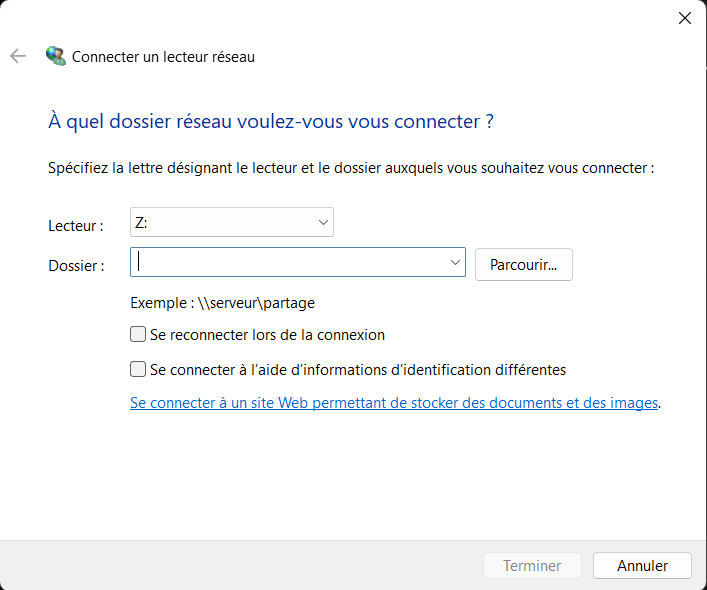 Connecter un lecteur réseau
À quel dossier réseau voulez-vous vous connecter ?
Spécifiez la lettre désignant le lecteur et le dossier auxquels vous souhaitez vous connecter :
Lecteur : Z:
Dossier : Parcourir...
Exemple : \\serveur\partage
Se reconnecter lors de la connexion
Se connecter à l’aide d’informations d’identification différentes
Se connecter à un site Web permettant de stocker des documents et des images.
Terminer Annuler